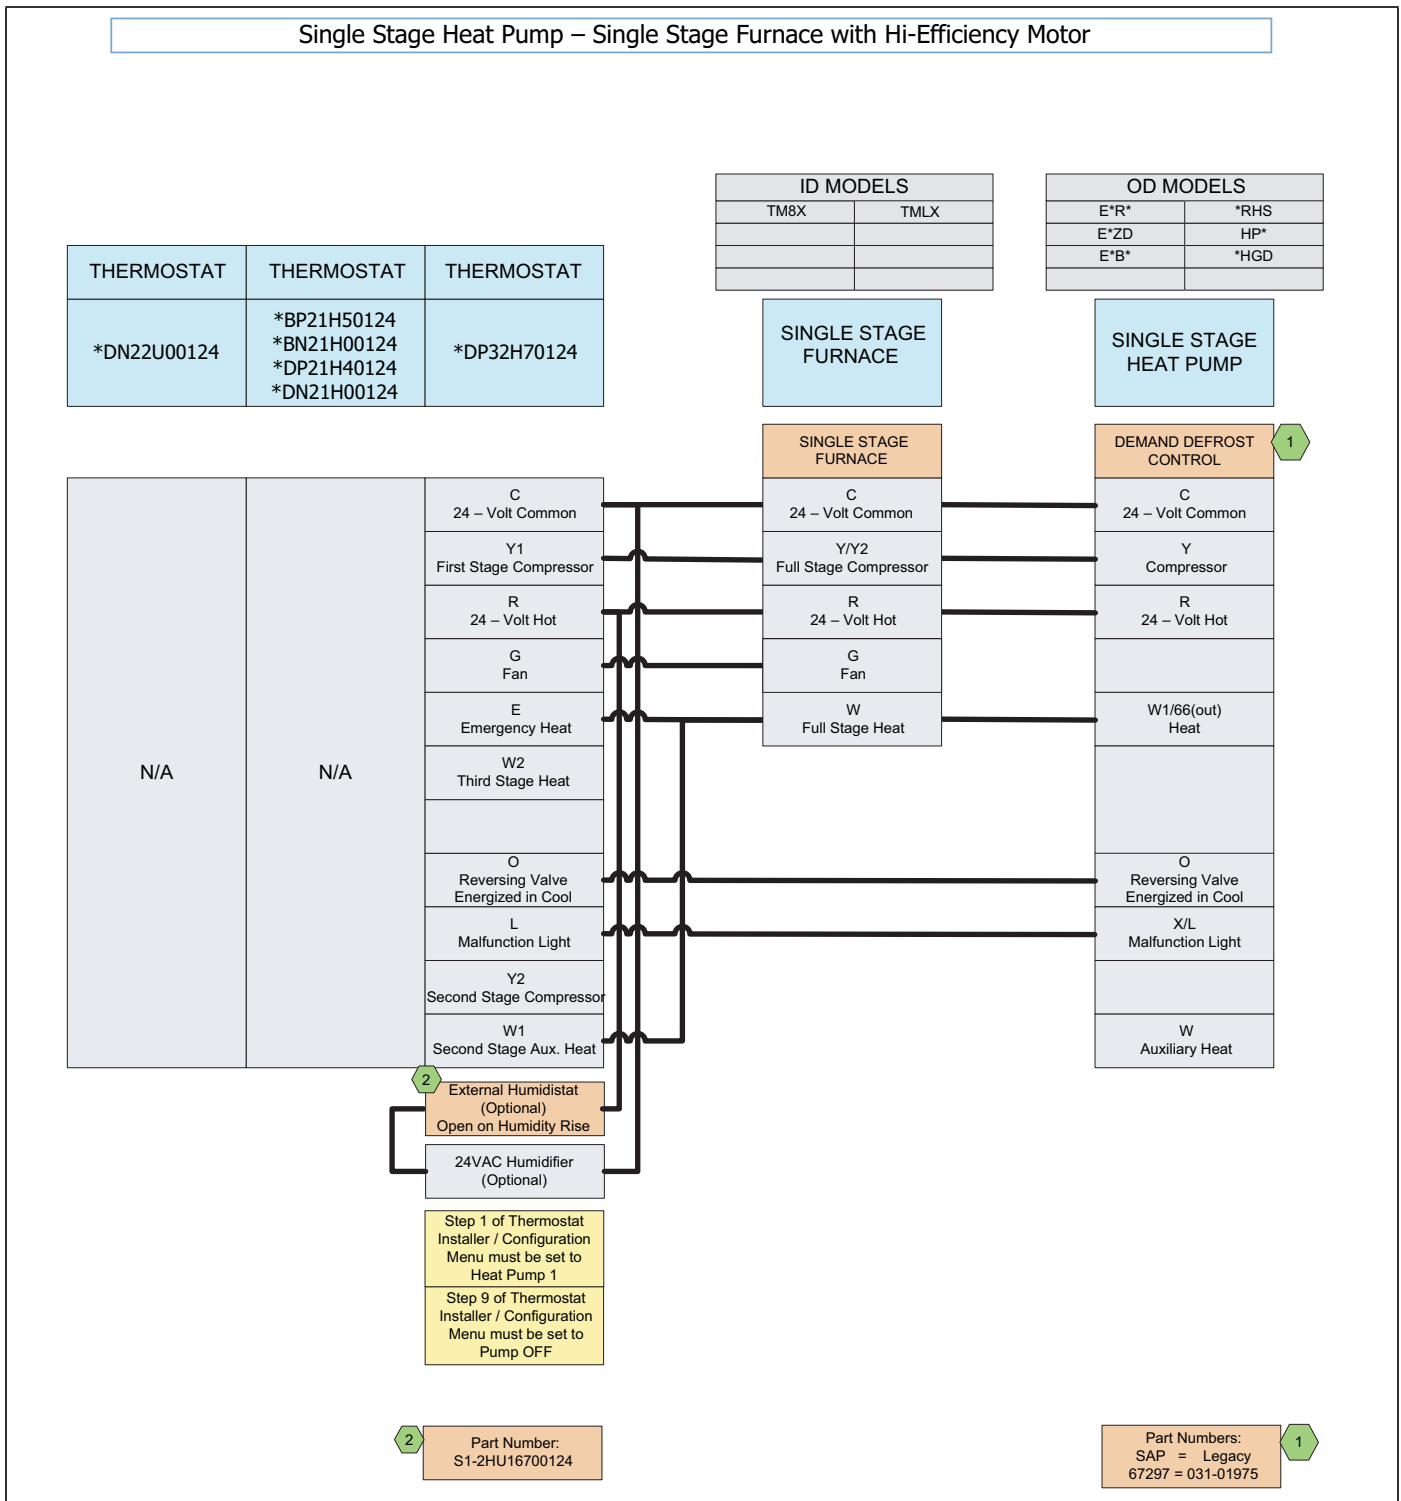 Single Stage Heat Pump – Single Stage Furnace with Hi-Efficiency Motor
ID MODELS
TM8X TMLX
OD MODELS
E*R* *RHS
E*ZD HP*
E*B* *HGD
THERMOSTAT THERMOSTAT THERMOSTAT
*DN22U00124
*BP21H50124
*BN21H00124
*DP21H40124
*DN21H00124
*DP32H70124
SINGLE STAGE
FURNACE
SINGLE STAGE
HEAT PUMP
SINGLE STAGE
FURNACE
DEMAND DEFROST
CONTROL
1
N/A
N/A
C
24 – Volt Common
Y1
First Stage Compressor
R
24 – Volt Hot
G
Fan
E
Emergency Heat
W2
Third Stage Heat
O
Reversing Valve
Energized in Cool
L
Malfunction Light
Y2
Second Stage Compressor
W1
Second Stage Aux. Heat
C
24 – Volt Common
Y/Y2
Full Stage Compressor
R
24 – Volt Hot
G
Fan
W
Full Stage Heat
C
24 – Volt Common
Y
Compressor
R
24 – Volt Hot
W1/66(out)
Heat
O
Reversing Valve
Energized in Cool
X/L
Malfunction Light
W
Auxiliary Heat
2
External Humidistat
(Optional)
Open on Humidity Rise
24VAC Humidifier
(Optional)
Step 1 of Thermostat
Installer / Configuration
Menu must be set to
Heat Pump 1
Step 9 of Thermostat
Installer / Configuration
Menu must be set to
Pump OFF
2
Part Number:
S1-2HU16700124
Part Numbers:
SAP = Legacy
67297 = 031-01975
1